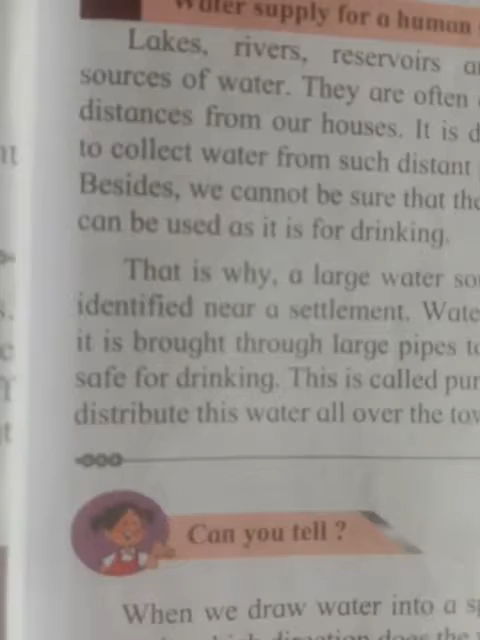 Water supply for a human
Lakes, rivers, reservoirs
sources of water. They are often
distances from our houses. It is
to collect water from such distant
Besides, we cannot be sure that
can be used as it is for drinking.
That is why, a large water
identified near a settlement.
it is brought through large pipes
safe for drinking. This is called
distribute this water all over the
Can you tell ?
When we draw water into a
direction does the